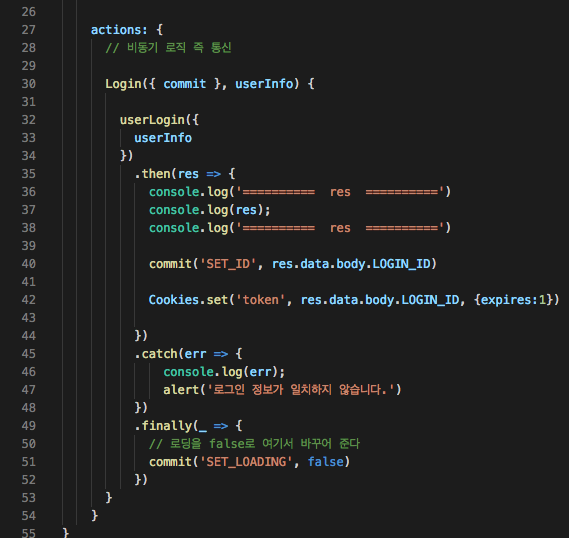 26
27 actions: {
28 // 비동기 로직 즉 통신
29
30 Login({ commit }, userInfo) {
31
32 userLogin({
33 userInfo
34 })
35 .then(res => {
36 console.log('========== res ==========')
37 console.log(res);
38 console.log('========== res ==========')
39
40 commit('SET_ID', res.data.body.LOGIN_ID)
41
42 Cookies.set('token', res.data.body.LOGIN_ID, {expires:1})
43
44 })
45 .catch(err => {
46 console.log(err);
47 alert('로그인 정보가 일치하지 않습니다.')
48 })
49 .finally(_ => {
50 // 로딩을 false로 여기서 바꾸어 준다
51 commit('SET_LOADING', false)
52 })
53 }
54 }
55 }